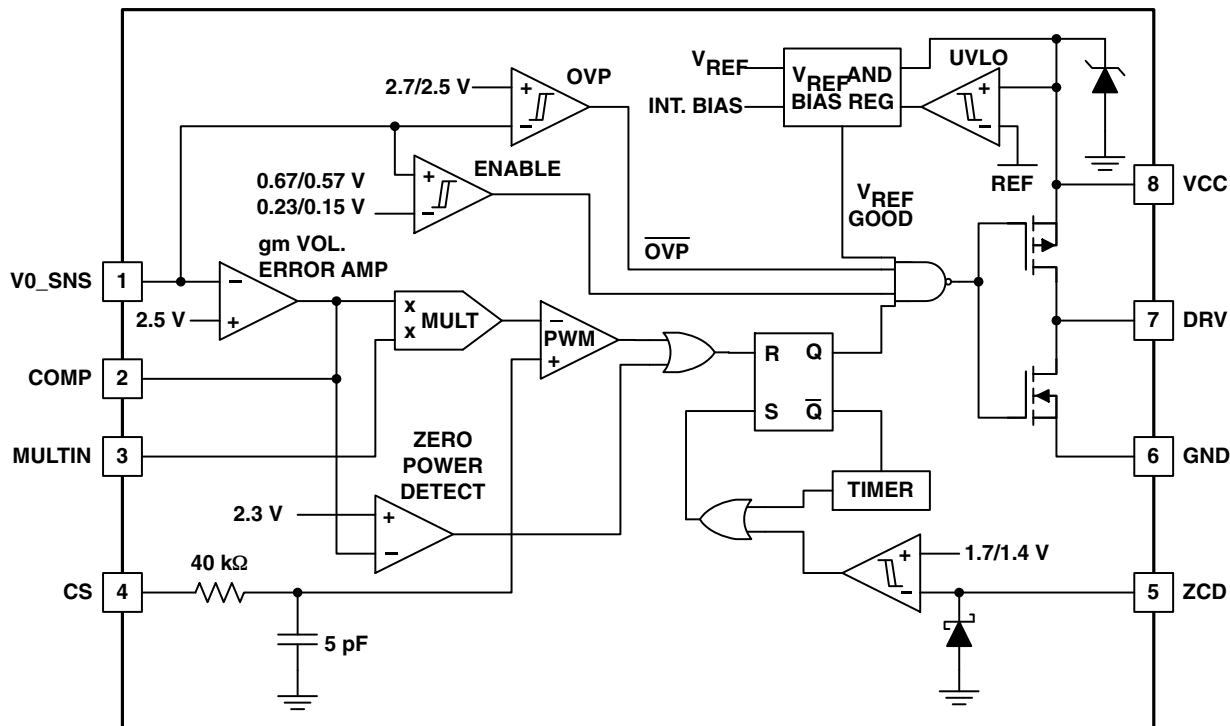 OVP
2.7/2.5 V
+
−
ENABLE
0.67/0.57 V
0.23/0.15 V
+
−
VREF
INT. BIAS
VREF AND
BIAS REG
UVLO
+
−
REF
VREF
GOOD
8 VCC
OVP
gm VOL.
ERROR AMP
V0_SNS 1
−
2.5 V
+
x
x
MULT
−
PWM
+
R Q
S Q
7 DRV
COMP 2
MULTIN 3
ZERO
POWER
DETECT
6 GND
TIMER
2.3 V
+
−
+
1.7/1.4 V
−
5 ZCD
40 kΩ
CS 4
5 pF